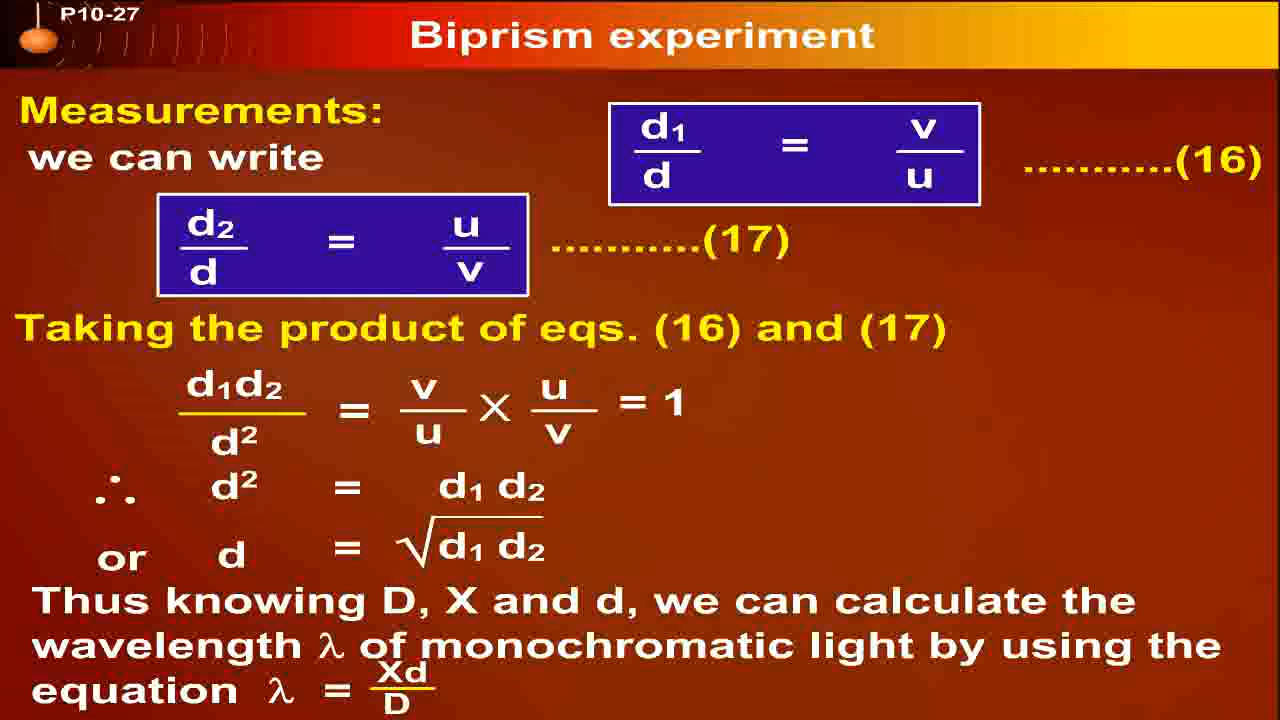 P10-27
Biprism experiment
Measurements:
we can write
d₁/d = v/u ...........(16)
d₂/d = u/v ...........(17)
Taking the product of eqs. (16) and (17)
d₁d₂/d² = v/u × u/v = 1
∴ d² = d₁ d₂
or d = √d₁ d₂
Thus knowing D, X and d, we can calculate the
wavelength λ of monochromatic light by using the
equation λ = Xd/D